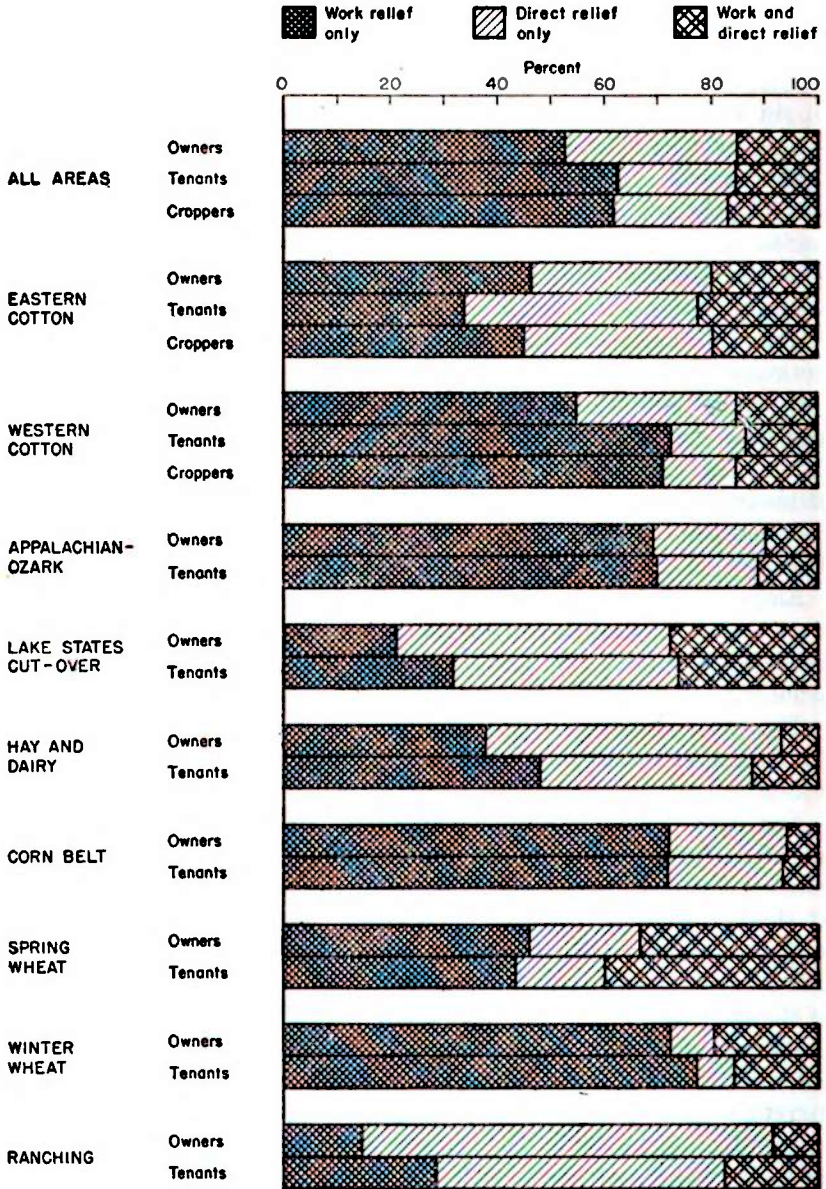 Work relief only
Direct relief only
Work and direct relief
Percent
0 20 40 60 80 100
ALL AREAS
Owners
Tenants
Croppers
EASTERN COTTON
Owners
Tenants
Croppers
WESTERN COTTON
Owners
Tenants
Croppers
APPALACHIAN-OZARK
Owners
Tenants
LAKE STATES CUT-OVER
Owners
Tenants
HAY AND DAIRY
Owners
Tenants
CORN BELT
Owners
Tenants
SPRING WHEAT
Owners
Tenants
WINTER WHEAT
Owners
Tenants
RANCHING
Owners
Tenants